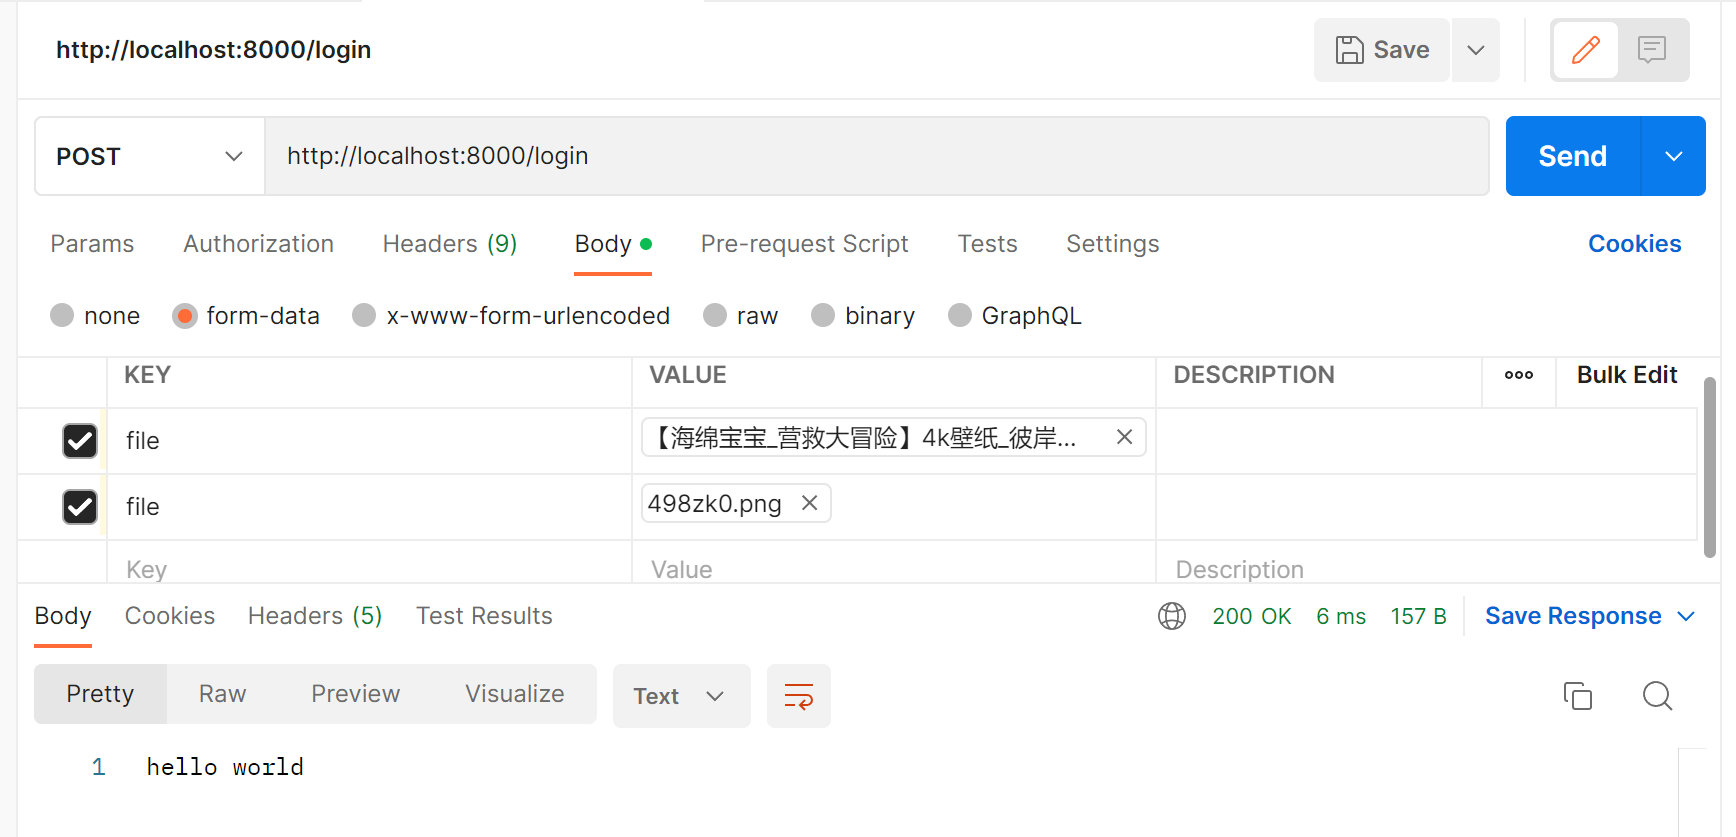 http://localhost:8000/login
Save
POST
http://localhost:8000/login
Send
Params Authorization Headers (9) Body Pre-request Script Tests Settings Cookies
none form-data x-www-form-urlencoded raw binary GraphQL
KEY VALUE DESCRIPTION ooo Bulk Edit
file 【海绵宝宝_营救大冒险】4k壁纸_彼岸...
file 498zk0.png
Key Value Description
Body Cookies Headers (5) Test Results 200 OK 6 ms 157 B Save Response
Pretty Raw Preview Visualize Text
1 hello world